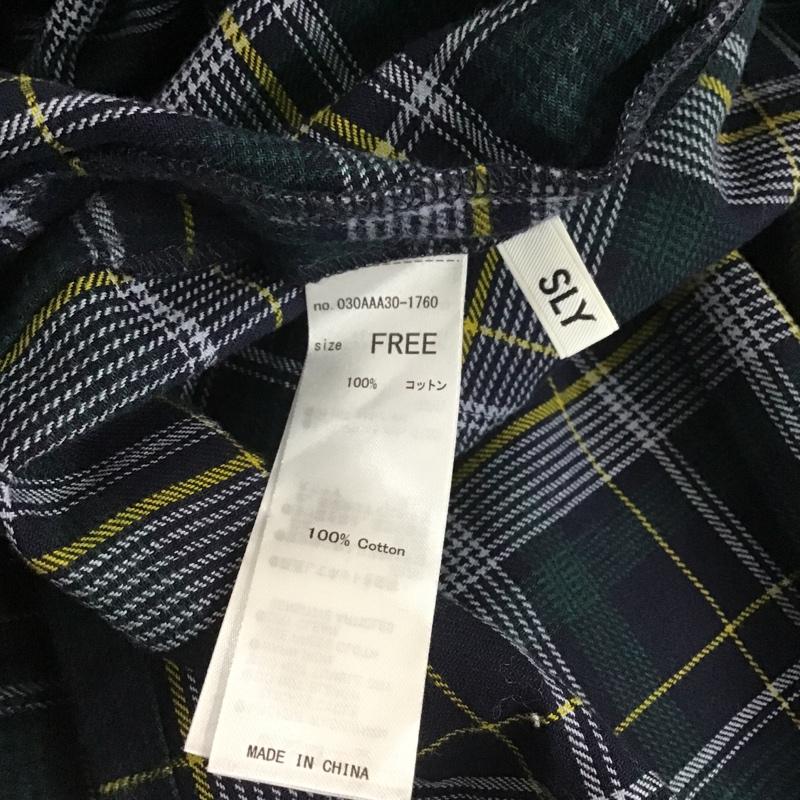 no. 030AAA30-1760
size FREE
100% コットン
100% Cotton
MADE IN CHINA
SLY